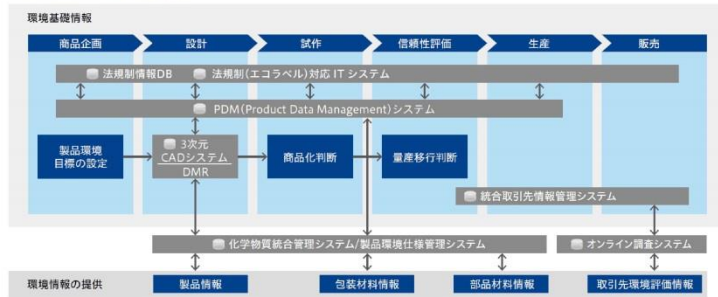 環境基礎情報
商品企画
設計
試作
信頼性評価
生産
販売
法規制情報DB
法規制(エコラベル)対応 IT システム
PDM(Product Data Management)システム
製品環境
目標の設定
3次元
CADシステム
DMR
商品化判断
量産移行判断
統合取引先情報管理システム
化学物質統合管理システム/製品環境仕様管理システム
オンライン調査システム
環境情報の提供
製品情報
包装材料情報
部品材料情報
取引先環境評価情報